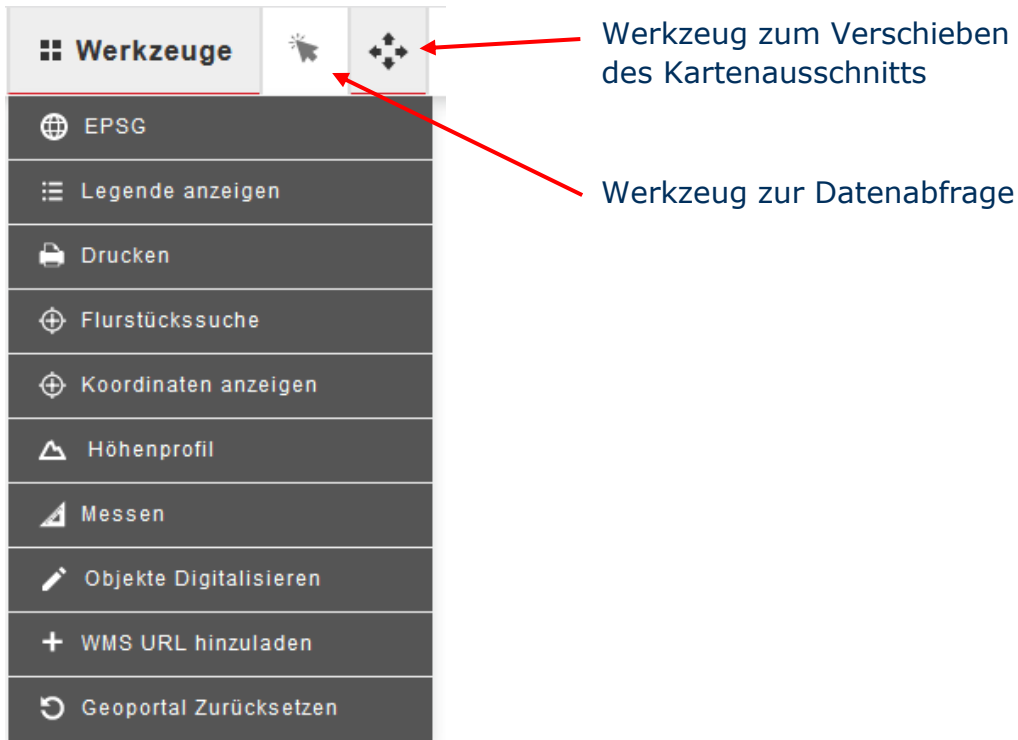 Werkzeuge
Werkzeug zum Verschieben
des Kartenausschnitts
EPSG
Legende anzeigen
Werkzeug zur Datenabfrage
Drucken
Flurstückssuche
Koordinaten anzeigen
Höhenprofil
Messen
Objekte Digitalisieren
WMS URL hinzuladen
Geoportal Zurücksetzen